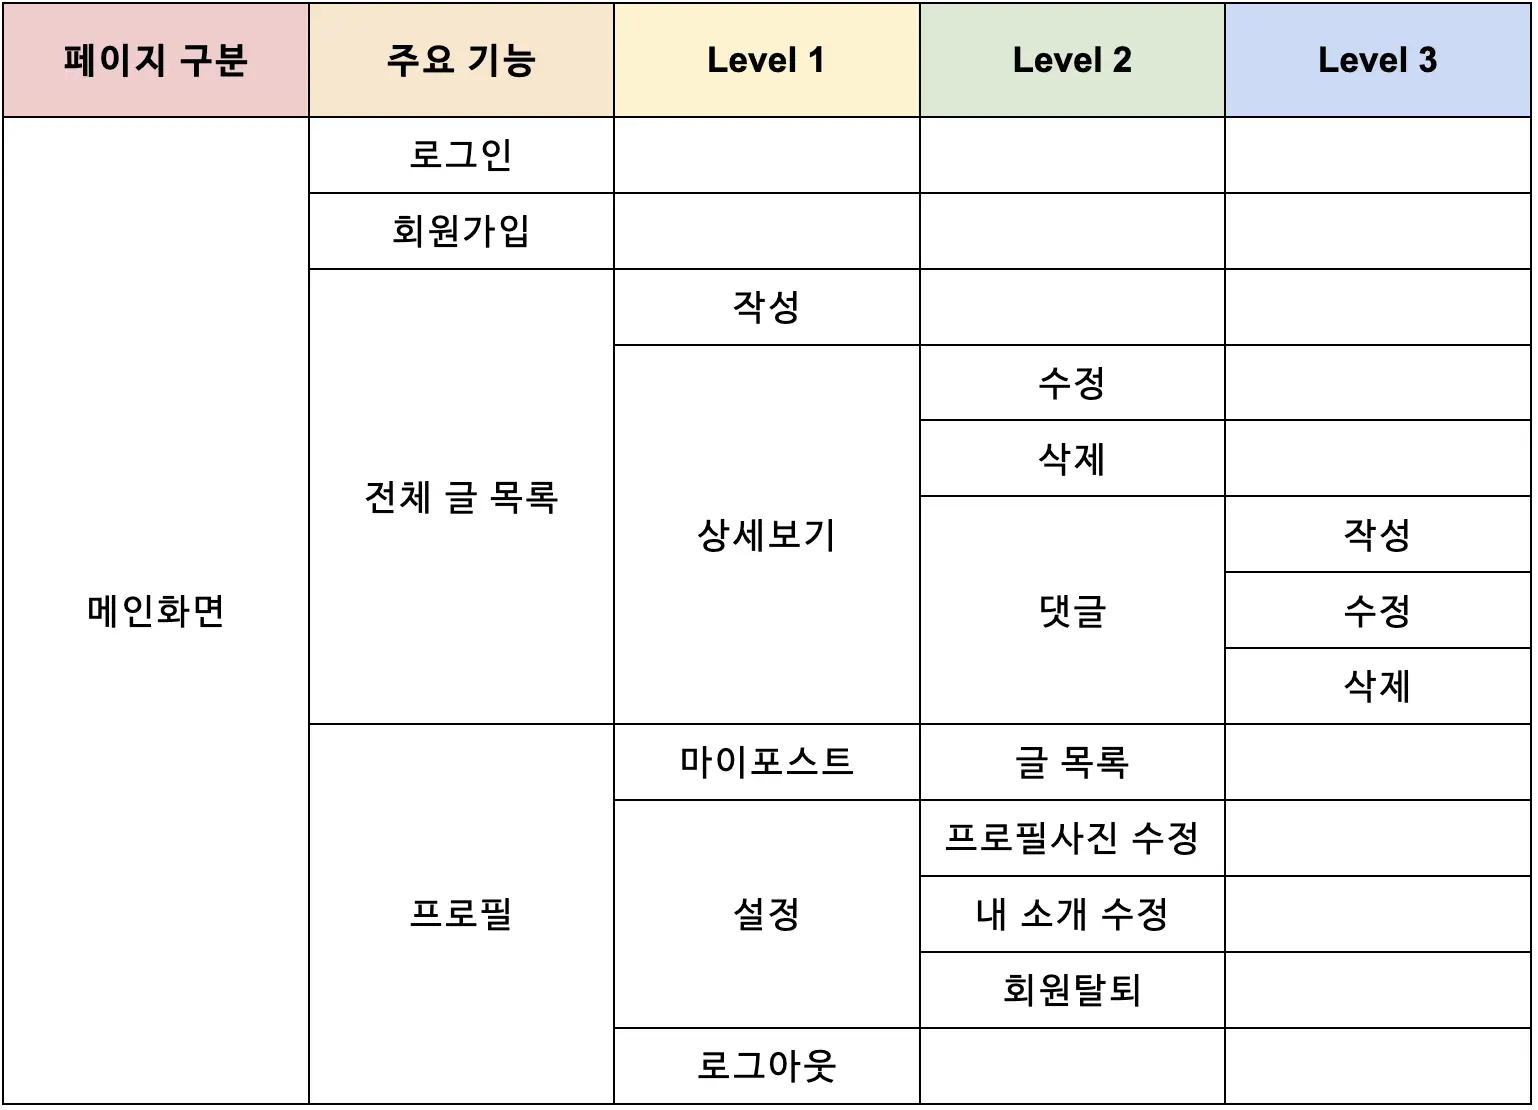 페이지 구분
주요 기능
Level 1
Level 2
Level 3
메인화면
로그인
회원가입
전체 글 목록
작성
상세보기
수정
삭제
댓글
작성
수정
삭제
프로필
마이포스트
글 목록
설정
프로필사진 수정
내 소개 수정
회원탈퇴
로그아웃